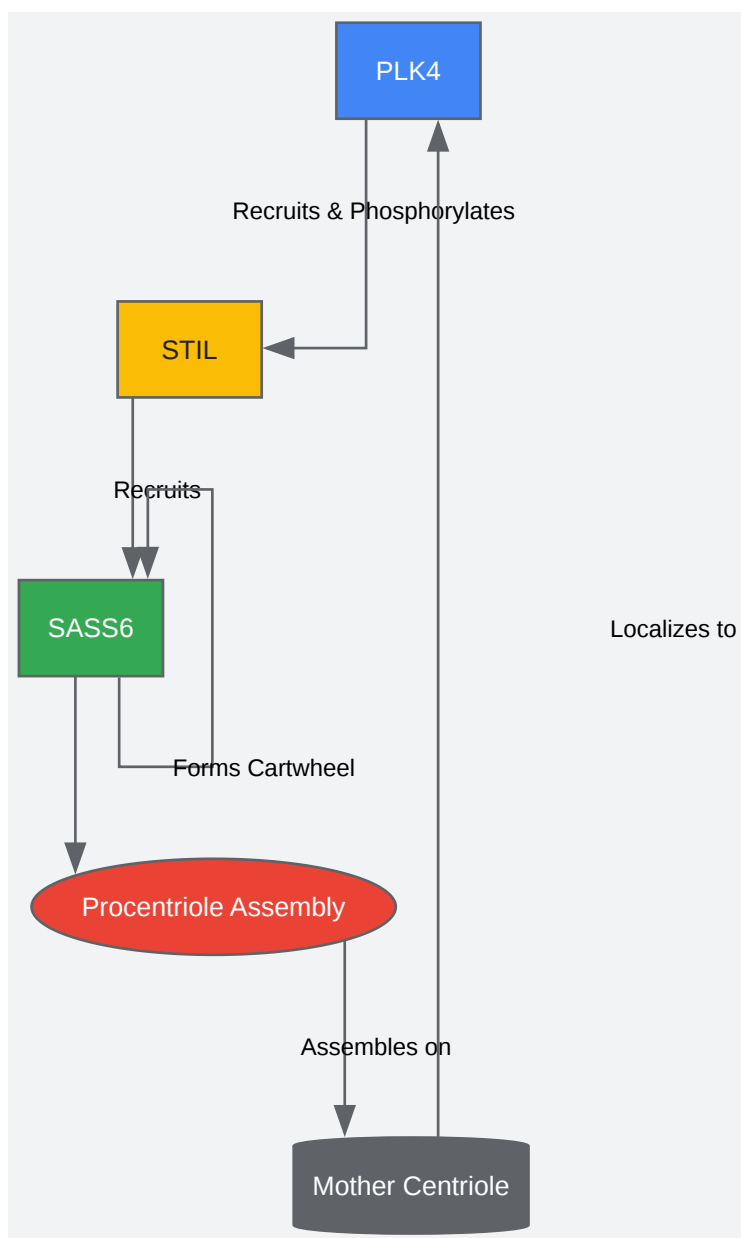 PLK4
Recruits & Phosphorylates
STIL
Recruits
SASS6
Localizes to
Forms Cartwheel
Procentriole Assembly
Assembles on
Mother Centriole